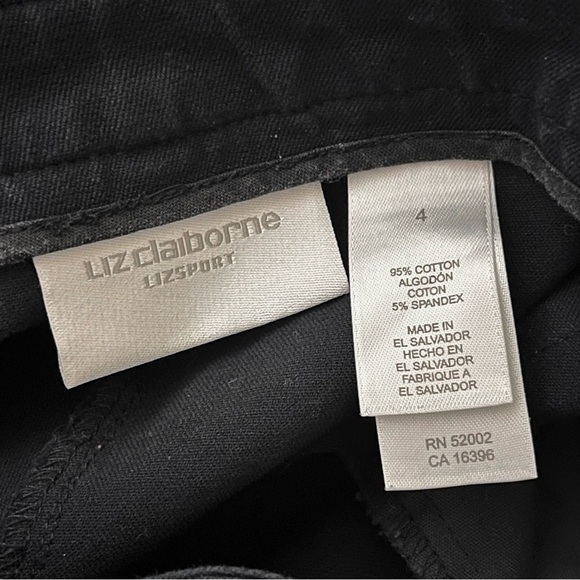 Liz claiborne
LIZSPORT
4
95% COTTON
ALGODÓN
COTON
5% SPANDEX
MADE IN
EL SALVADOR
HECHO EN
EL SALVADOR
FABRIQUE A
EL SALVADOR
RN 52002
CA 16396